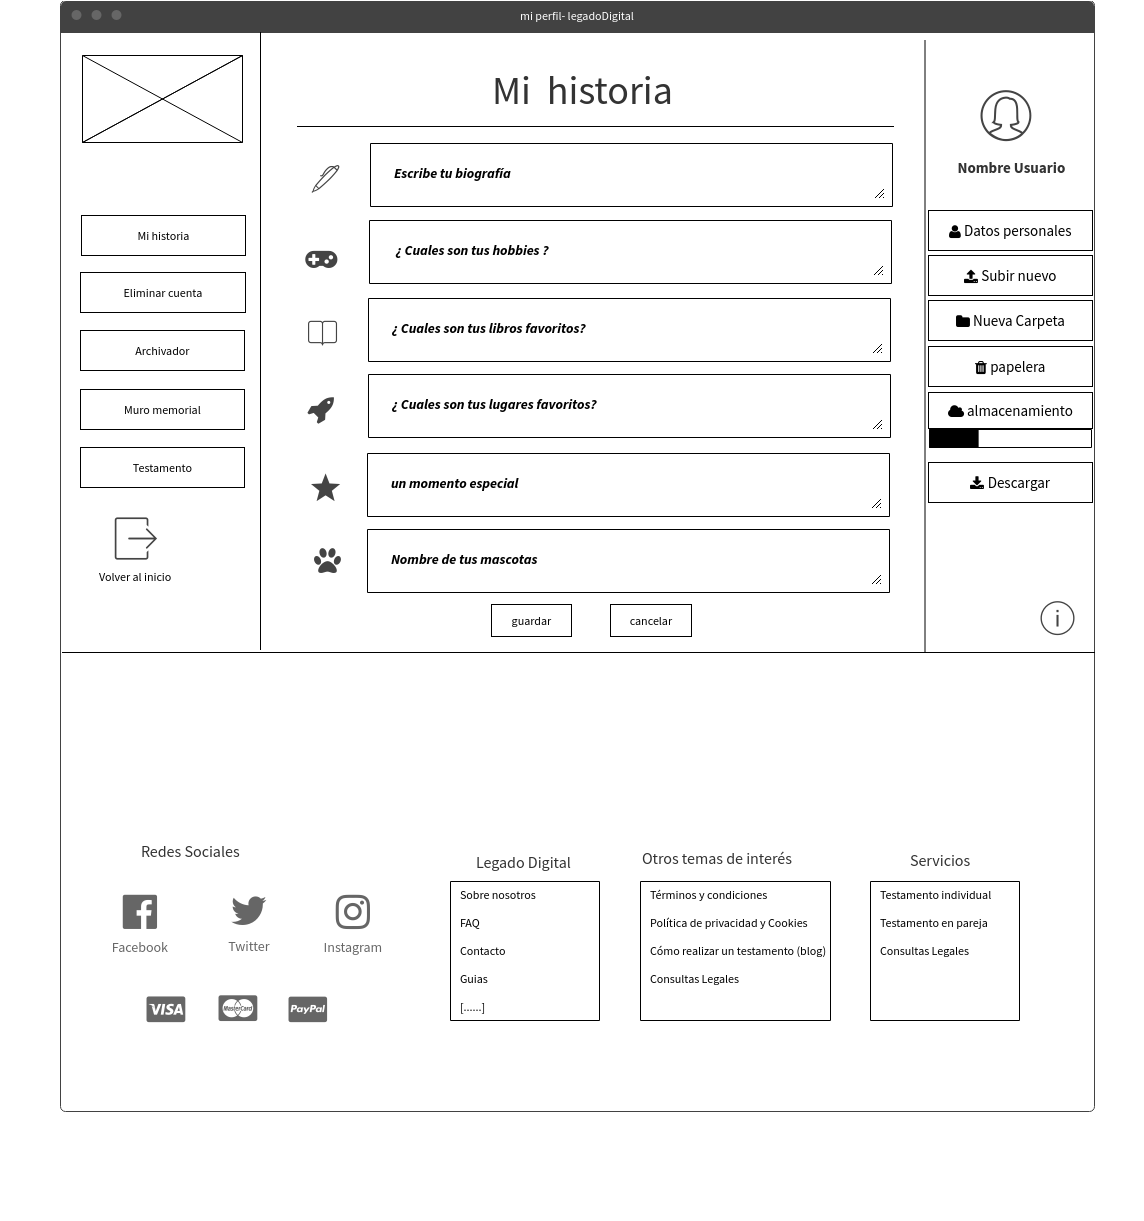 mi perfil- legadoDigital
Mi historia
Eliminar cuenta
Archivador
Muro memorial
Testamento
Volver al inicio
Mi historia
Escribe tu biografía
¿ Cuales son tus hobbies ?
¿ Cuales son tus libros favoritos?
¿ Cuales son tus lugares favoritos?
un momento especial
Nombre de tus mascotas
guardar
cancelar
Nombre Usuario
Datos personales
Subir nuevo
Nueva Carpeta
papelera
almacenamiento
Descargar
i
Redes Sociales
Facebook
Twitter
Instagram
VISA
MasterCard
PayPal
Legado Digital
Sobre nosotros
FAQ
Contacto
Guias
[......]
Otros temas de interés
Términos y condiciones
Política de privacidad y Cookies
Cómo realizar un testamento (blog)
Consultas Legales
Servicios
Testamento individual
Testamento en pareja
Consultas Legales